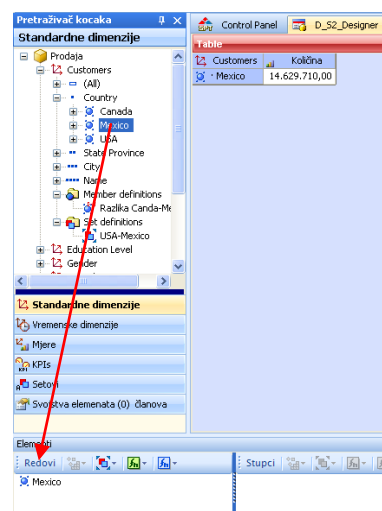 Pretraživač kocaka
Standardne dimenzije
Prodaja
Customers
(All)
Country
Canada
Mexico
USA
State Province
City
Name
Member definitions
Razlika Canda-Me
Set definitions
USA-Mexico
Education Level
Gender
Standardne dimenzije
Vremenske dimenzije
Mjere
KPIs
Setovi
Svojstva elemenata (0) članova
Control Panel
D_S2_Designer
Table
Customers
Količina
Mexico
14.629.710,00
Elementi
Redovi
Stupci
Mexico